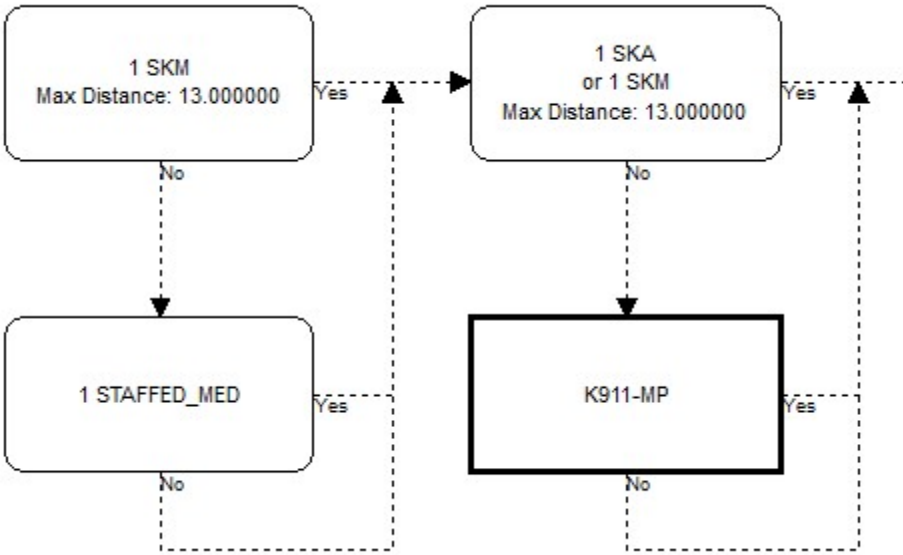 1 SKM
Max Distance: 13.000000
Yes
No
1 SKA
or 1 SKM
Max Distance: 13.000000
Yes
No
1 STAFFED_MED
Yes
No
K911-MP
Yes
No